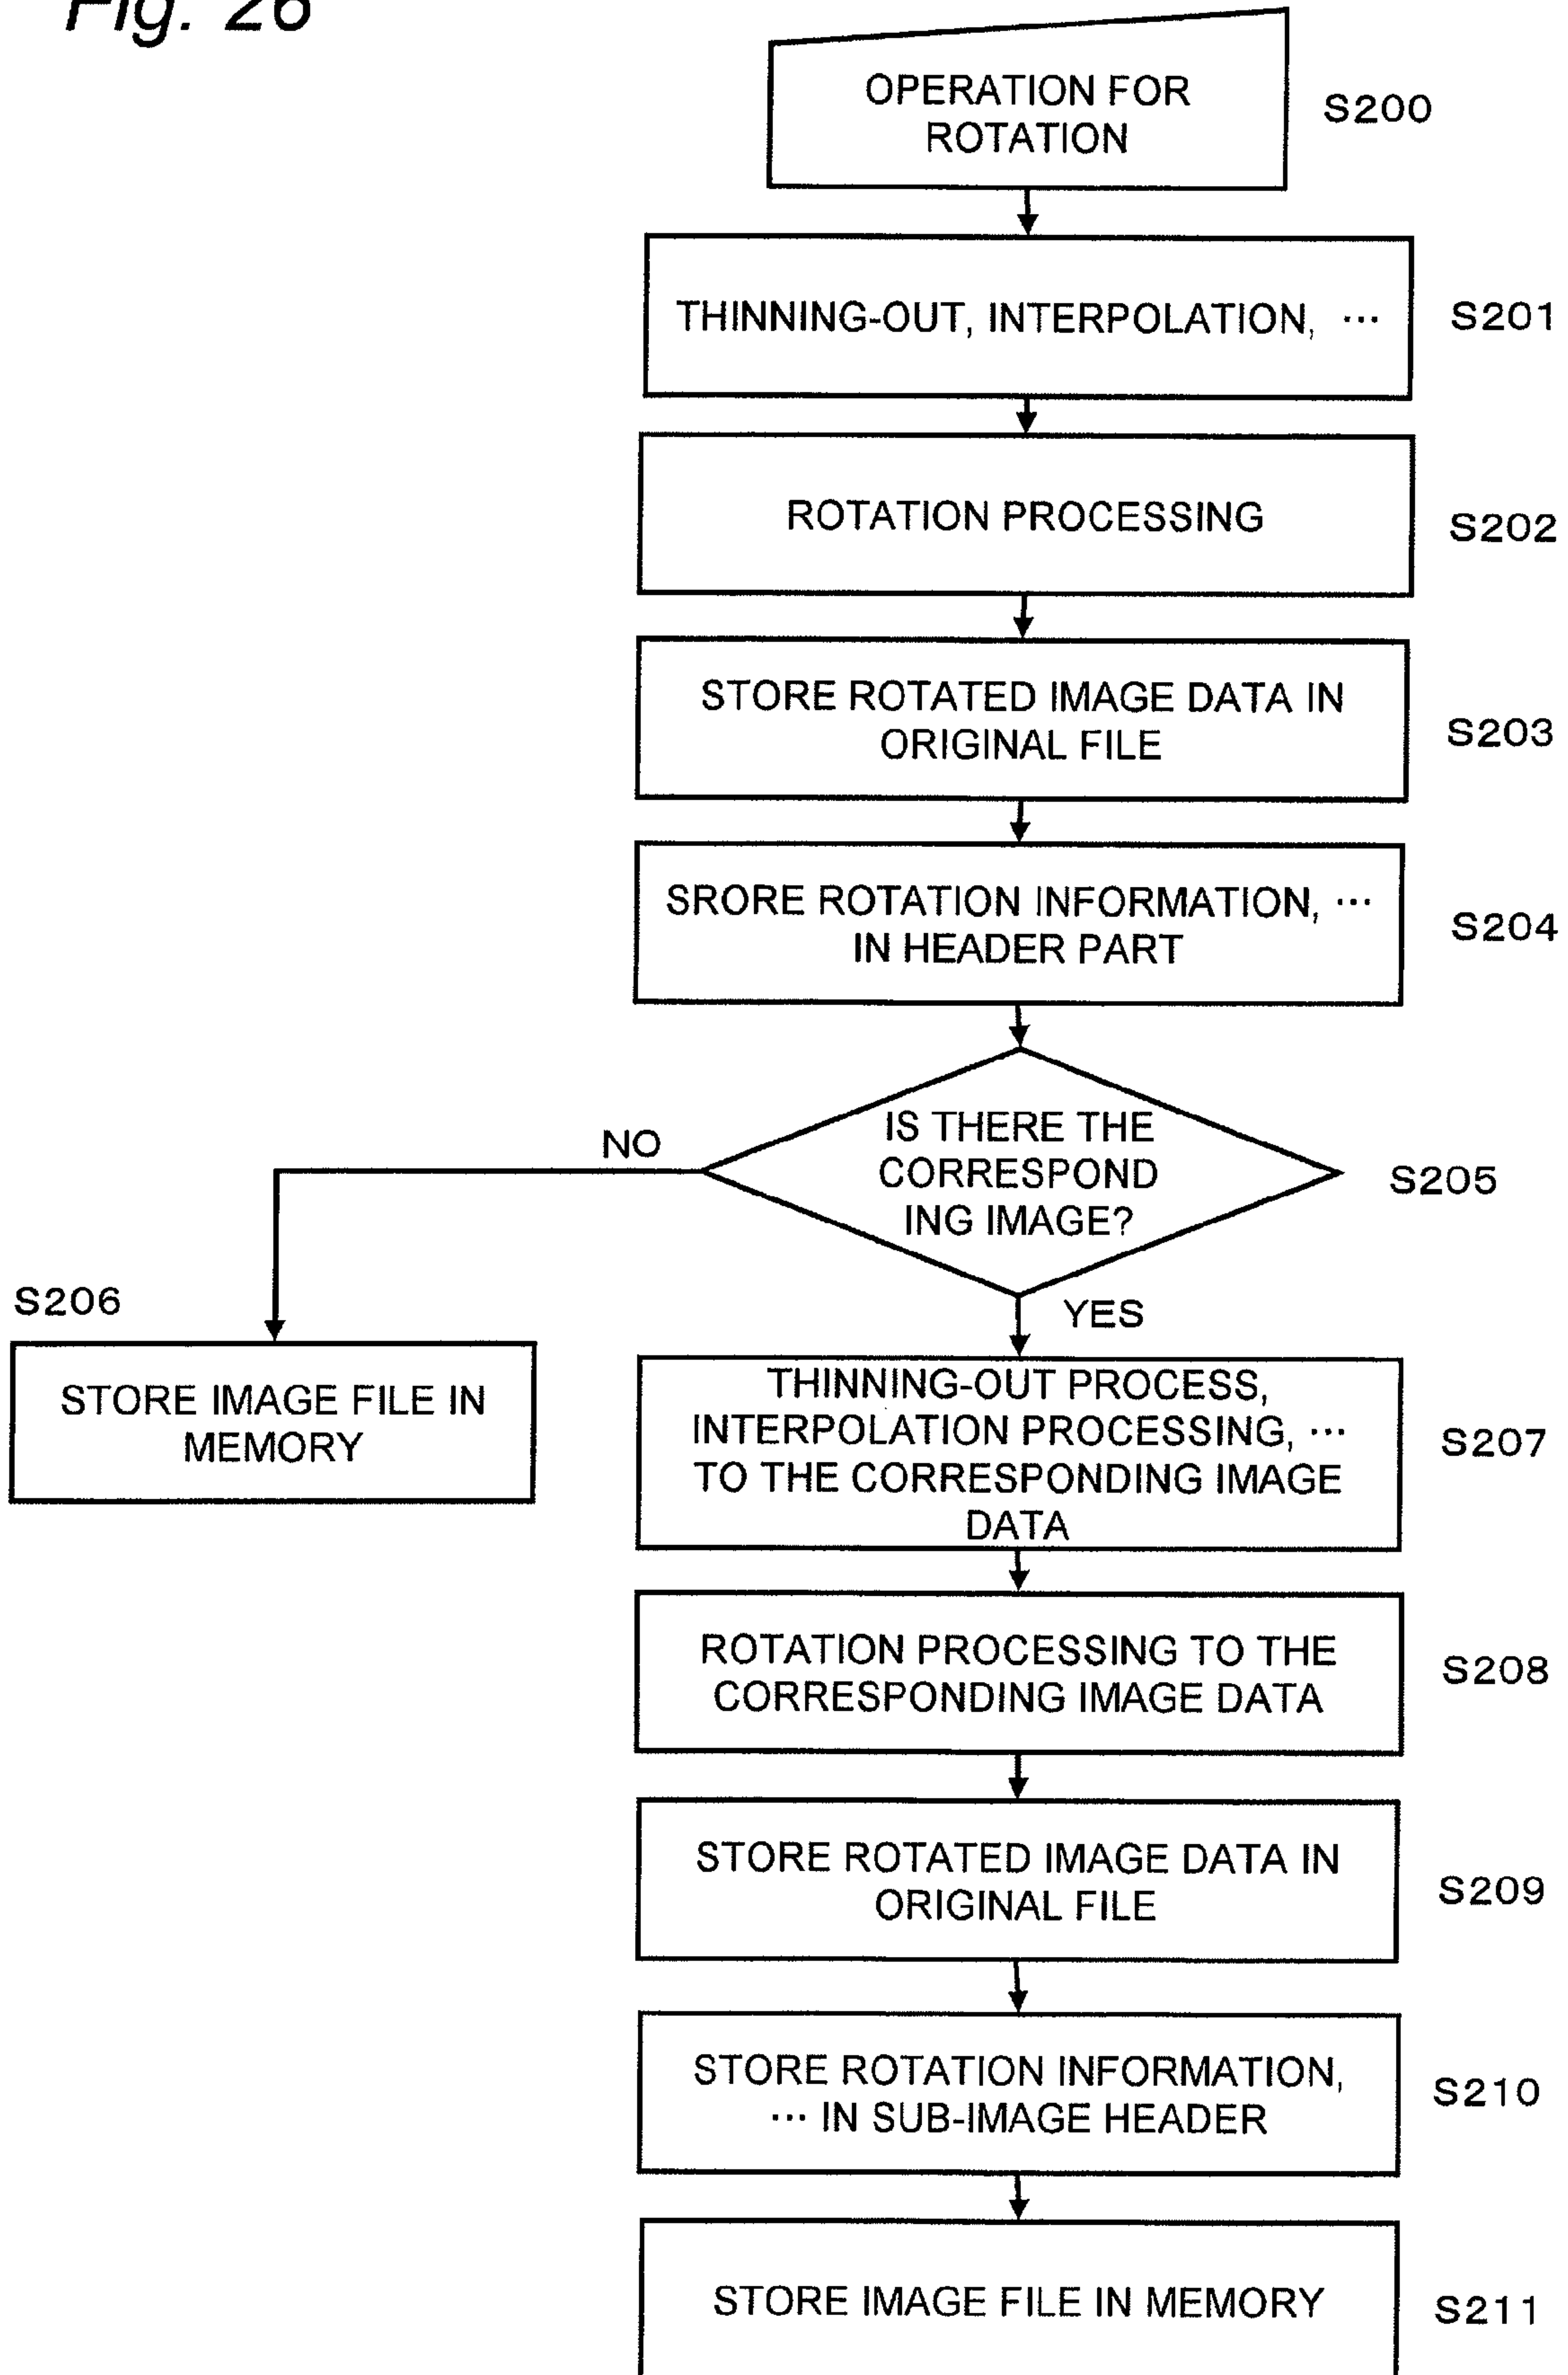 Fig. 26
OPERATION FOR
ROTATION
S200
THINNING-OUT, INTERPOLATION, ···
S201
ROTATION PROCESSING
S202
STORE ROTATED IMAGE DATA IN
ORIGINAL FILE
S203
SRORE ROTATION INFORMATION, ···
IN HEADER PART
S204
IS THERE THE
CORRESPOND
ING IMAGE?
S205
NO
YES
S206
STORE IMAGE FILE IN
MEMORY
THINNING-OUT PROCESS,
INTERPOLATION PROCESSING, ···
TO THE CORRESPONDING IMAGE
DATA
S207
ROTATION PROCESSING TO THE
CORRESPONDING IMAGE DATA
S208
STORE ROTATED IMAGE DATA IN
ORIGINAL FILE
S209
STORE ROTATION INFORMATION,
··· IN SUB-IMAGE HEADER
S210
STORE IMAGE FILE IN MEMORY
S211